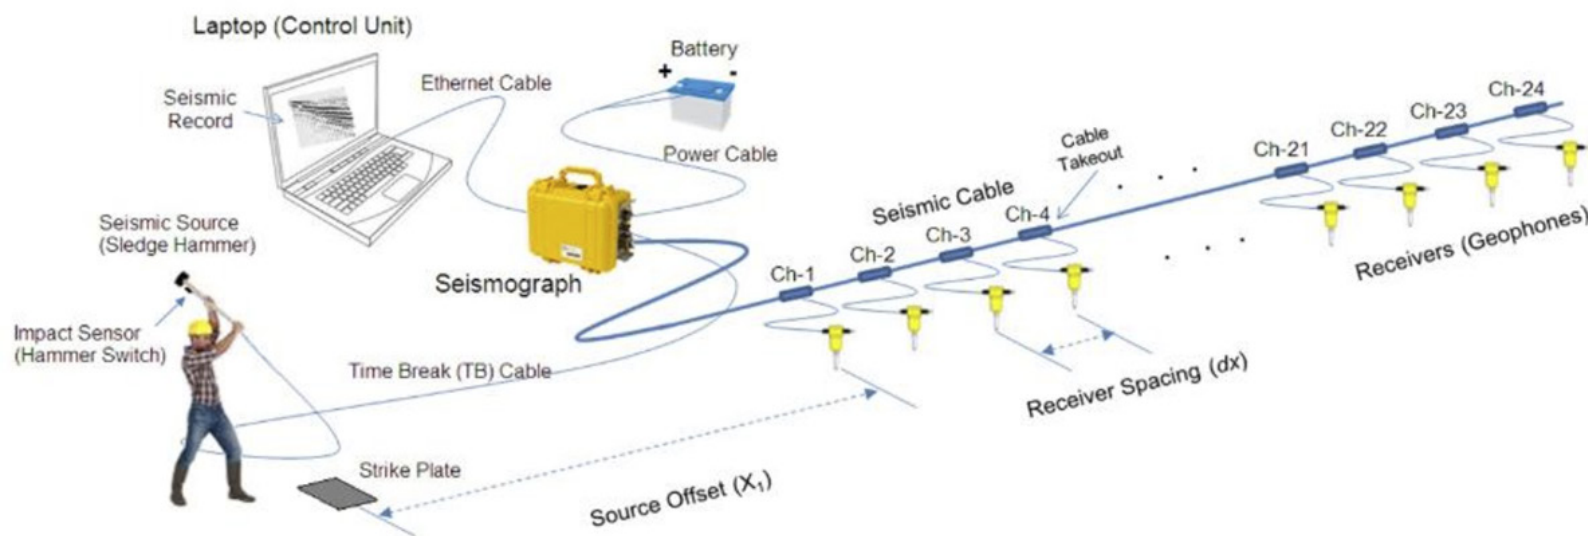 Laptop (Control Unit)
Battery
+ -
Ethernet Cable
Seismic
Record
Power Cable
Seismic Source
(Sledge Hammer)
Impact Sensor
(Hammer Switch)
Seismograph
Time Break (TB) Cable
Strike Plate
Source Offset (X₁)
Seismic Cable
Cable
Takeout
Ch-1
Ch-2
Ch-3
Ch-4
. . .
Ch-21
Ch-22
Ch-23
Ch-24
. . .
Receivers (Geophones)
Receiver Spacing (dx)